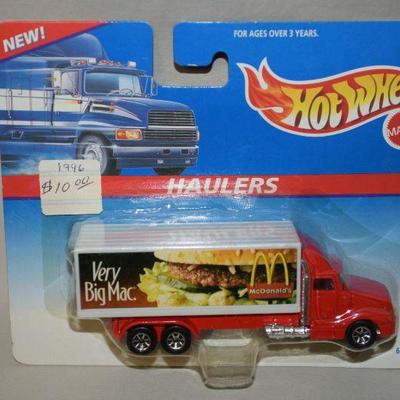 NEW!
FOR AGES OVER 3 YEARS.
HOT WHE
1996
$10.00
HAULERS
Very
Big Mac.
McDonald's